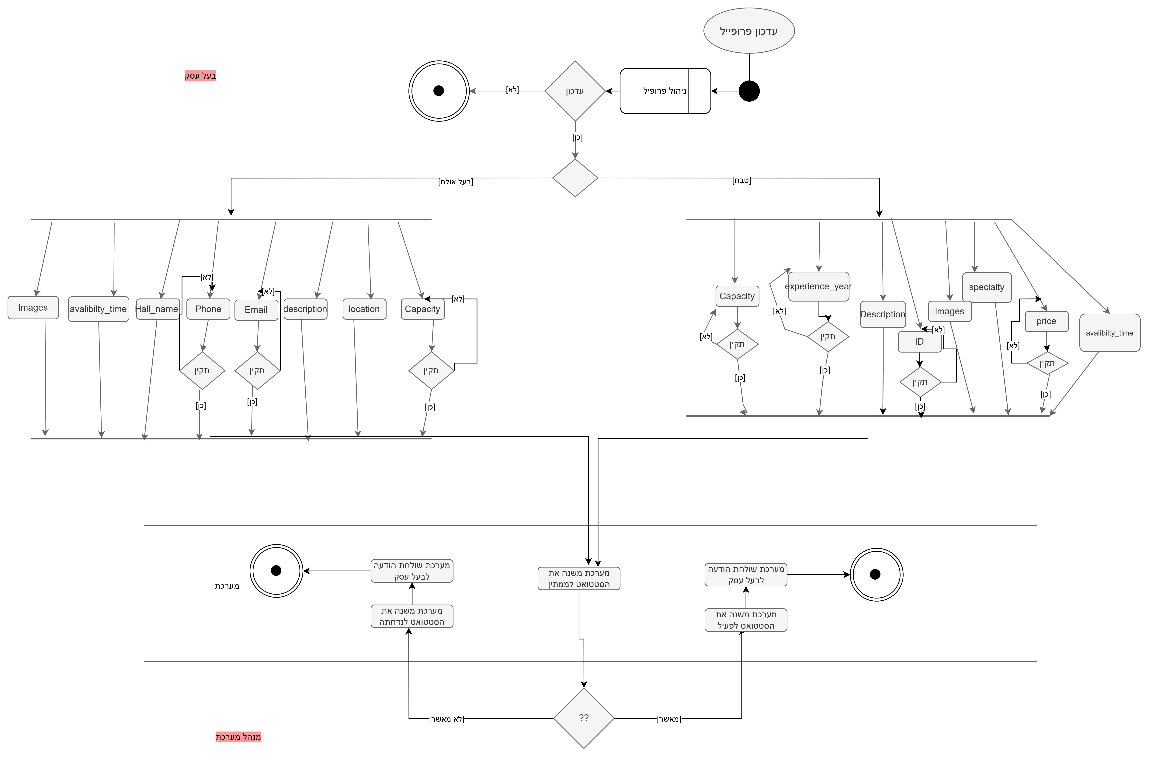 עדכון פרופייל
בעל עסק
ניהול פרופיל
עדכון
[לא]
[כן]
[בעל אולם]
[טבח]
Images
avalibilty_time
Hall_name
Phone
Email
description
location
Capacity
[לא]
[לא]
[לא]
תקין
תקין
תקין
[כן]
[כן]
[כן]
Capacity
experience_year
Description
ID
Images
specialty
price
avalibilty_time
[לא]
[לא]
[לא]
[לא]
תקין
תקין
תקין
תקין
[כן]
[כן]
[כן]
[כן]
מערכת
מערכת שולחת הודעה
לבעל עסק
מערכת משנה את
הסטטואט לנדחתה
מערכת משנה את
הסטטואט לממתין
מערכת שולחת הודעה
לבעל עסק
מערכת משנה את
הסטטואט לפעיל
??
[לא מאשר]
[מאשר]
מנהל מערכת